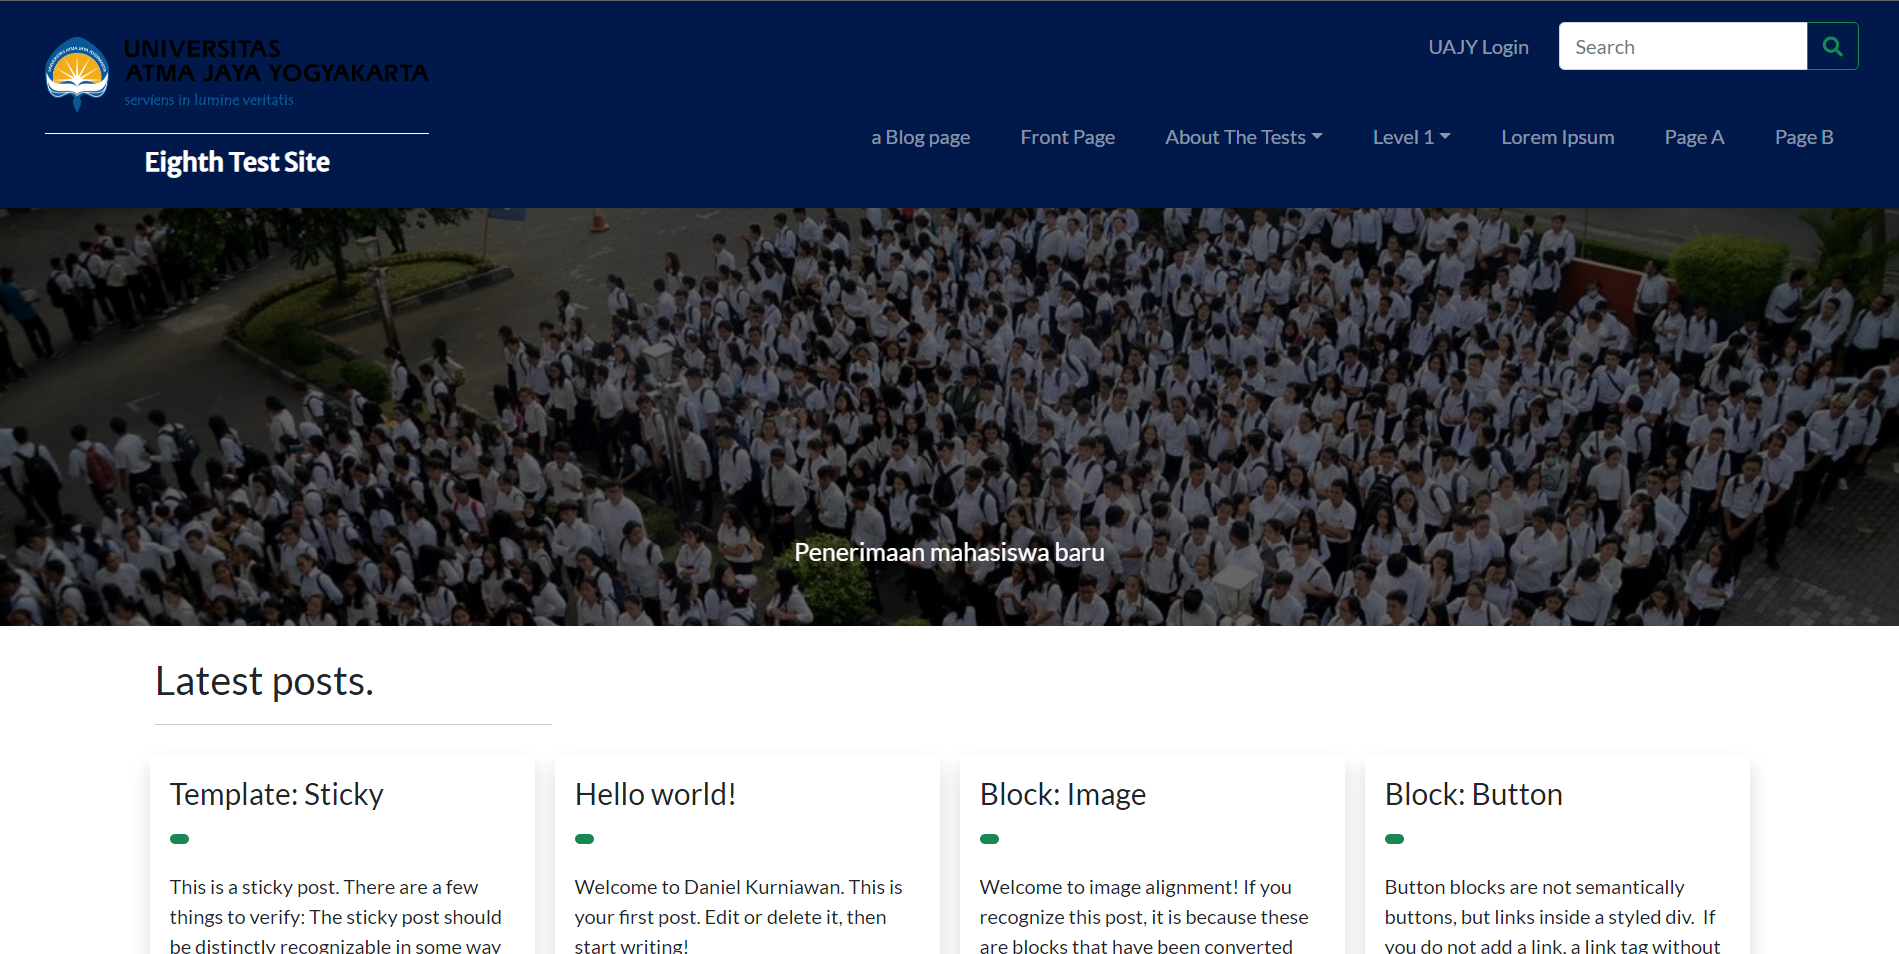 UNIVERSITAS
ATMA JAYA YOGYAKARTA
serviens in lumine veritatis
Eighth Test Site
UAJY Login
Search
a Blog page
Front Page
About The Tests
Level 1
Lorem Ipsum
Page A
Page B
Penerimaan mahasiswa baru
Latest posts.
Template: Sticky
This is a sticky post. There are a few
things to verify: The sticky post should
be distinctly recognizable in some way
Hello world!
Welcome to Daniel Kurniawan. This is
your first post. Edit or delete it, then
start writing!
Block: Image
Welcome to image alignment! If you
recognize this post, it is because these
are blocks that have been converted
Block: Button
Button blocks are not semantically
buttons, but links inside a styled div. If
you do not add a link, a link tag without